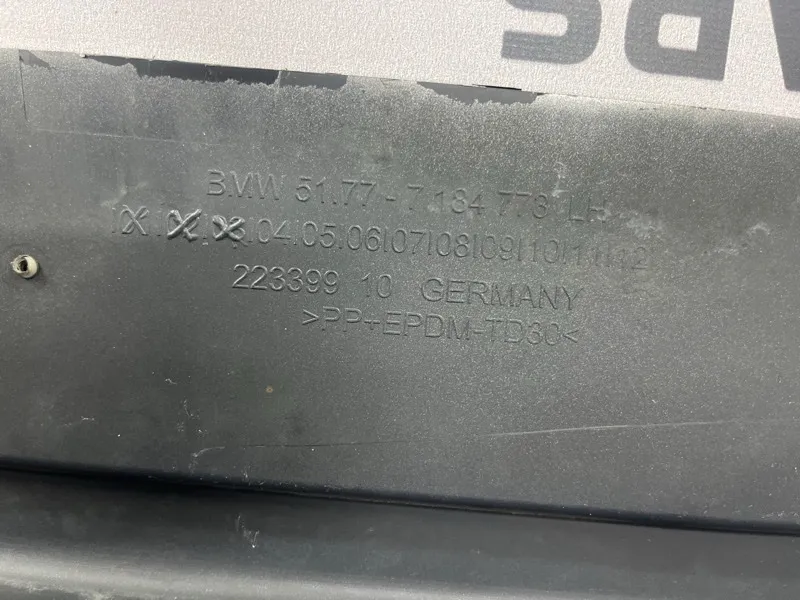 BMW 51.77-7 184 773 LH
04|05|06|07|08|09|10|11|12
223399 10 GERMANY
>PP+EPDM-TD30<